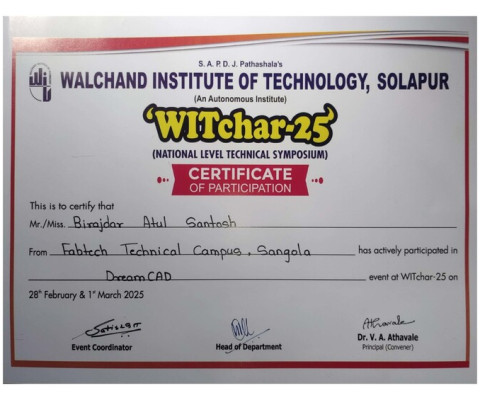 S. A. P. D. J. Pathashala's
WALCHAND INSTITUTE OF TECHNOLOGY, SOLAPUR
(An Autonomous Institute)
'WITchar-25'
(NATIONAL LEVEL TECHNICAL SYMPOSIUM)
CERTIFICATE
OF PARTICIPATION
This is to certify that
Mr./Miss. Birajdar Atul Santosh
From Fabtech Technical Campus, Sangola has actively participated in
DreamCAD event at WITchar-25 on
28th February & 1st March 2025
Athavale
Event Coordinator Head of Department Dr. V. A. Athavale
Principal (Convener)